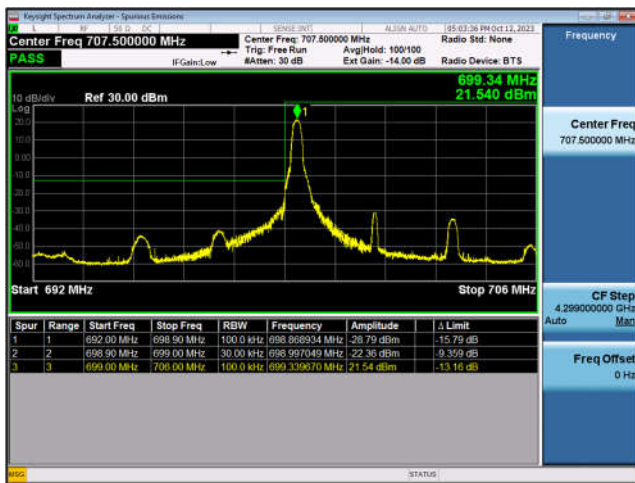 Keysight Spectrum Analyzer - Spurious Emissions
L RF 50 Ω DC SENSE:INT ALIGN AUTO 05:03:36 PM Oct 12, 2023
Center Freq 707.500000 MHz
Center Freq: 707.500000 MHz
Radio Std: None
Trig: Free Run
Avg|Hold: 100/100
PASS
IFGain:Low
#Atten: 30 dB
Ext Gain: -14.00 dB
Radio Device: BTS
699.34 MHz
21.540 dBm
10 dB/div
Ref 30.00 dBm
Log
1
20.0
10.0
0.00
-10.0
-20.0
-30.0
-40.0
-50.0
-60.0
Start 692 MHz
Stop 706 MHz
Spur Range Start Freq Stop Freq RBW Frequency Amplitude Δ Limit
1 1 692.00 MHz 698.90 MHz 100.0 kHz 698.868934 MHz -28.79 dBm -15.79 dB
2 2 698.90 MHz 699.00 MHz 30.00 kHz 698.997049 MHz -22.36 dBm -9.359 dB
3 3 699.00 MHz 706.00 MHz 100.0 kHz 699.339670 MHz 21.54 dBm -13.16 dB
MSG
STATUS
Frequency
Center Freq
707.500000 MHz
CF Step
4.299000000 GHz
Auto Man
Freq Offset
0 Hz